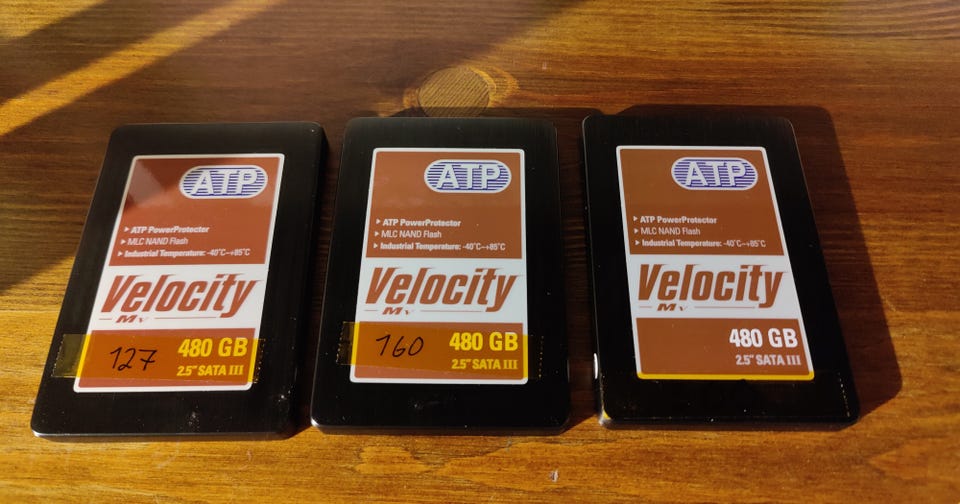 ATP
▸ ATP PowerProtector
▸ MLC NAND Flash
▸ Industrial Temperature: -40°C~+85°C
Velocity
Mv
127
480 GB
2.5" SATA III
ATP
▸ ATP PowerProtector
▸ MLC NAND Flash
▸ Industrial Temperature: -40°C~+85°C
Velocity
Mv
160
480 GB
2.5" SATA III
ATP
▸ ATP PowerProtector
▸ MLC NAND Flash
▸ Industrial Temperature: -40°C~+85°C
Velocity
Mv
480 GB
2.5" SATA III